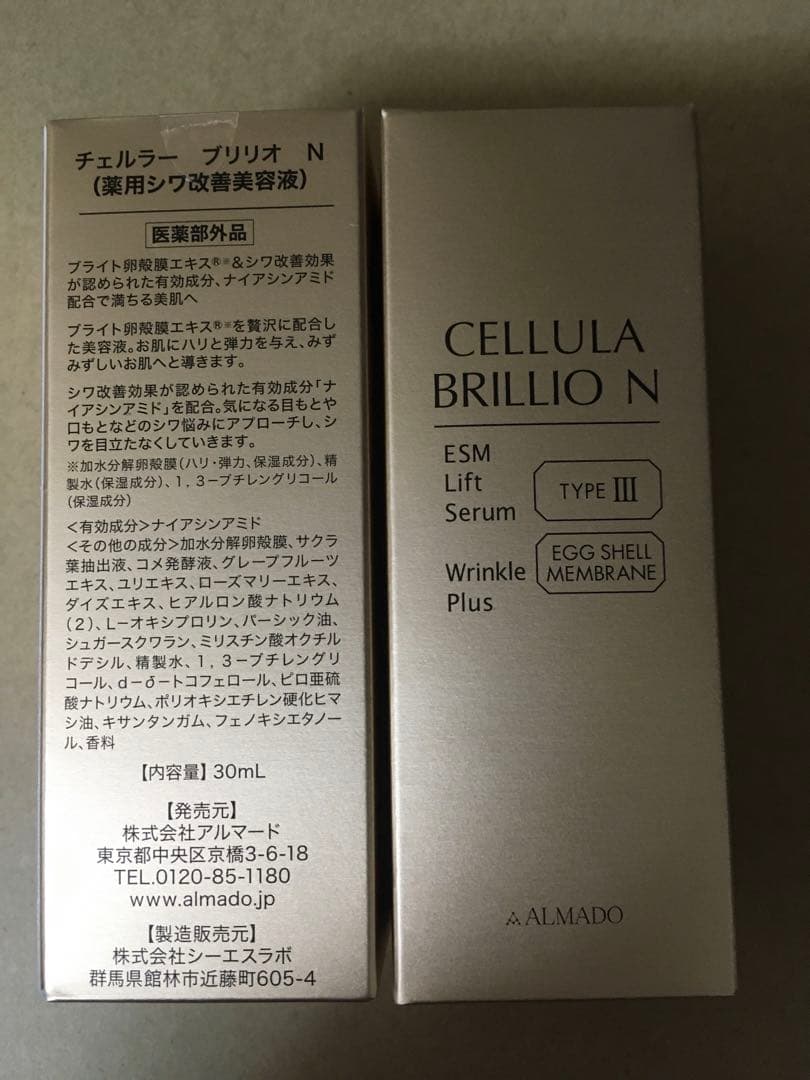 チェルラー ブリリオ N
(薬用シワ改善美容液)
医薬部外品
ブライト卵殻膜エキス®※&シワ改善効果
が認められた有効成分、ナイアシンアミド
配合で満ちる美肌へ
ブライト卵殻膜エキス®※を贅沢に配合し
た美容液。お肌にハリと弾力を与え、みず
みずしいお肌へと導きます。
シワ改善効果が認められた有効成分「ナ
イアシンアミド」を配合。気になる目もとや
口もとなどのシワ悩みにアプローチし、シ
ワを目立たなくしていきます。
※加水分解卵殻膜(ハリ・弾力、保湿成分)、精
製水(保湿成分)、1,3-ブチレングリコール
(保湿成分)
<有効成分>ナイアシンアミド
<その他の成分>加水分解卵殻膜、サクラ
葉抽出液、コメ発酵液、グレープフルーツ
エキス、ユリエキス、ローズマリーエキス、
ダイズエキス、ヒアルロン酸ナトリウム
(2)、L-オキシプロリン、パーシック油、
シュガースクワラン、ミリスチン酸オクチル
ドデシル、精製水、1,3-ブチレングリ
コール、d-δ-トコフェロール、ピロ亜硫
酸ナトリウム、ポリオキシエチレン硬化ヒマ
シ油、キサンタンガム、フェノキシエタノー
ル、香料
【内容量】30mL
【発売元】
株式会社アルマード
東京都中央区京橋3-6-18
TEL.0120-85-1180
www.almado.jp
【製造販売元】
株式会社シーエスラボ
群馬県館林市近藤町605-4
CELLULA
BRILLIO N
ESM
Lift
Serum
TYPE III
Wrinkle
Plus
EGG SHELL
MEMBRANE
ALMADO